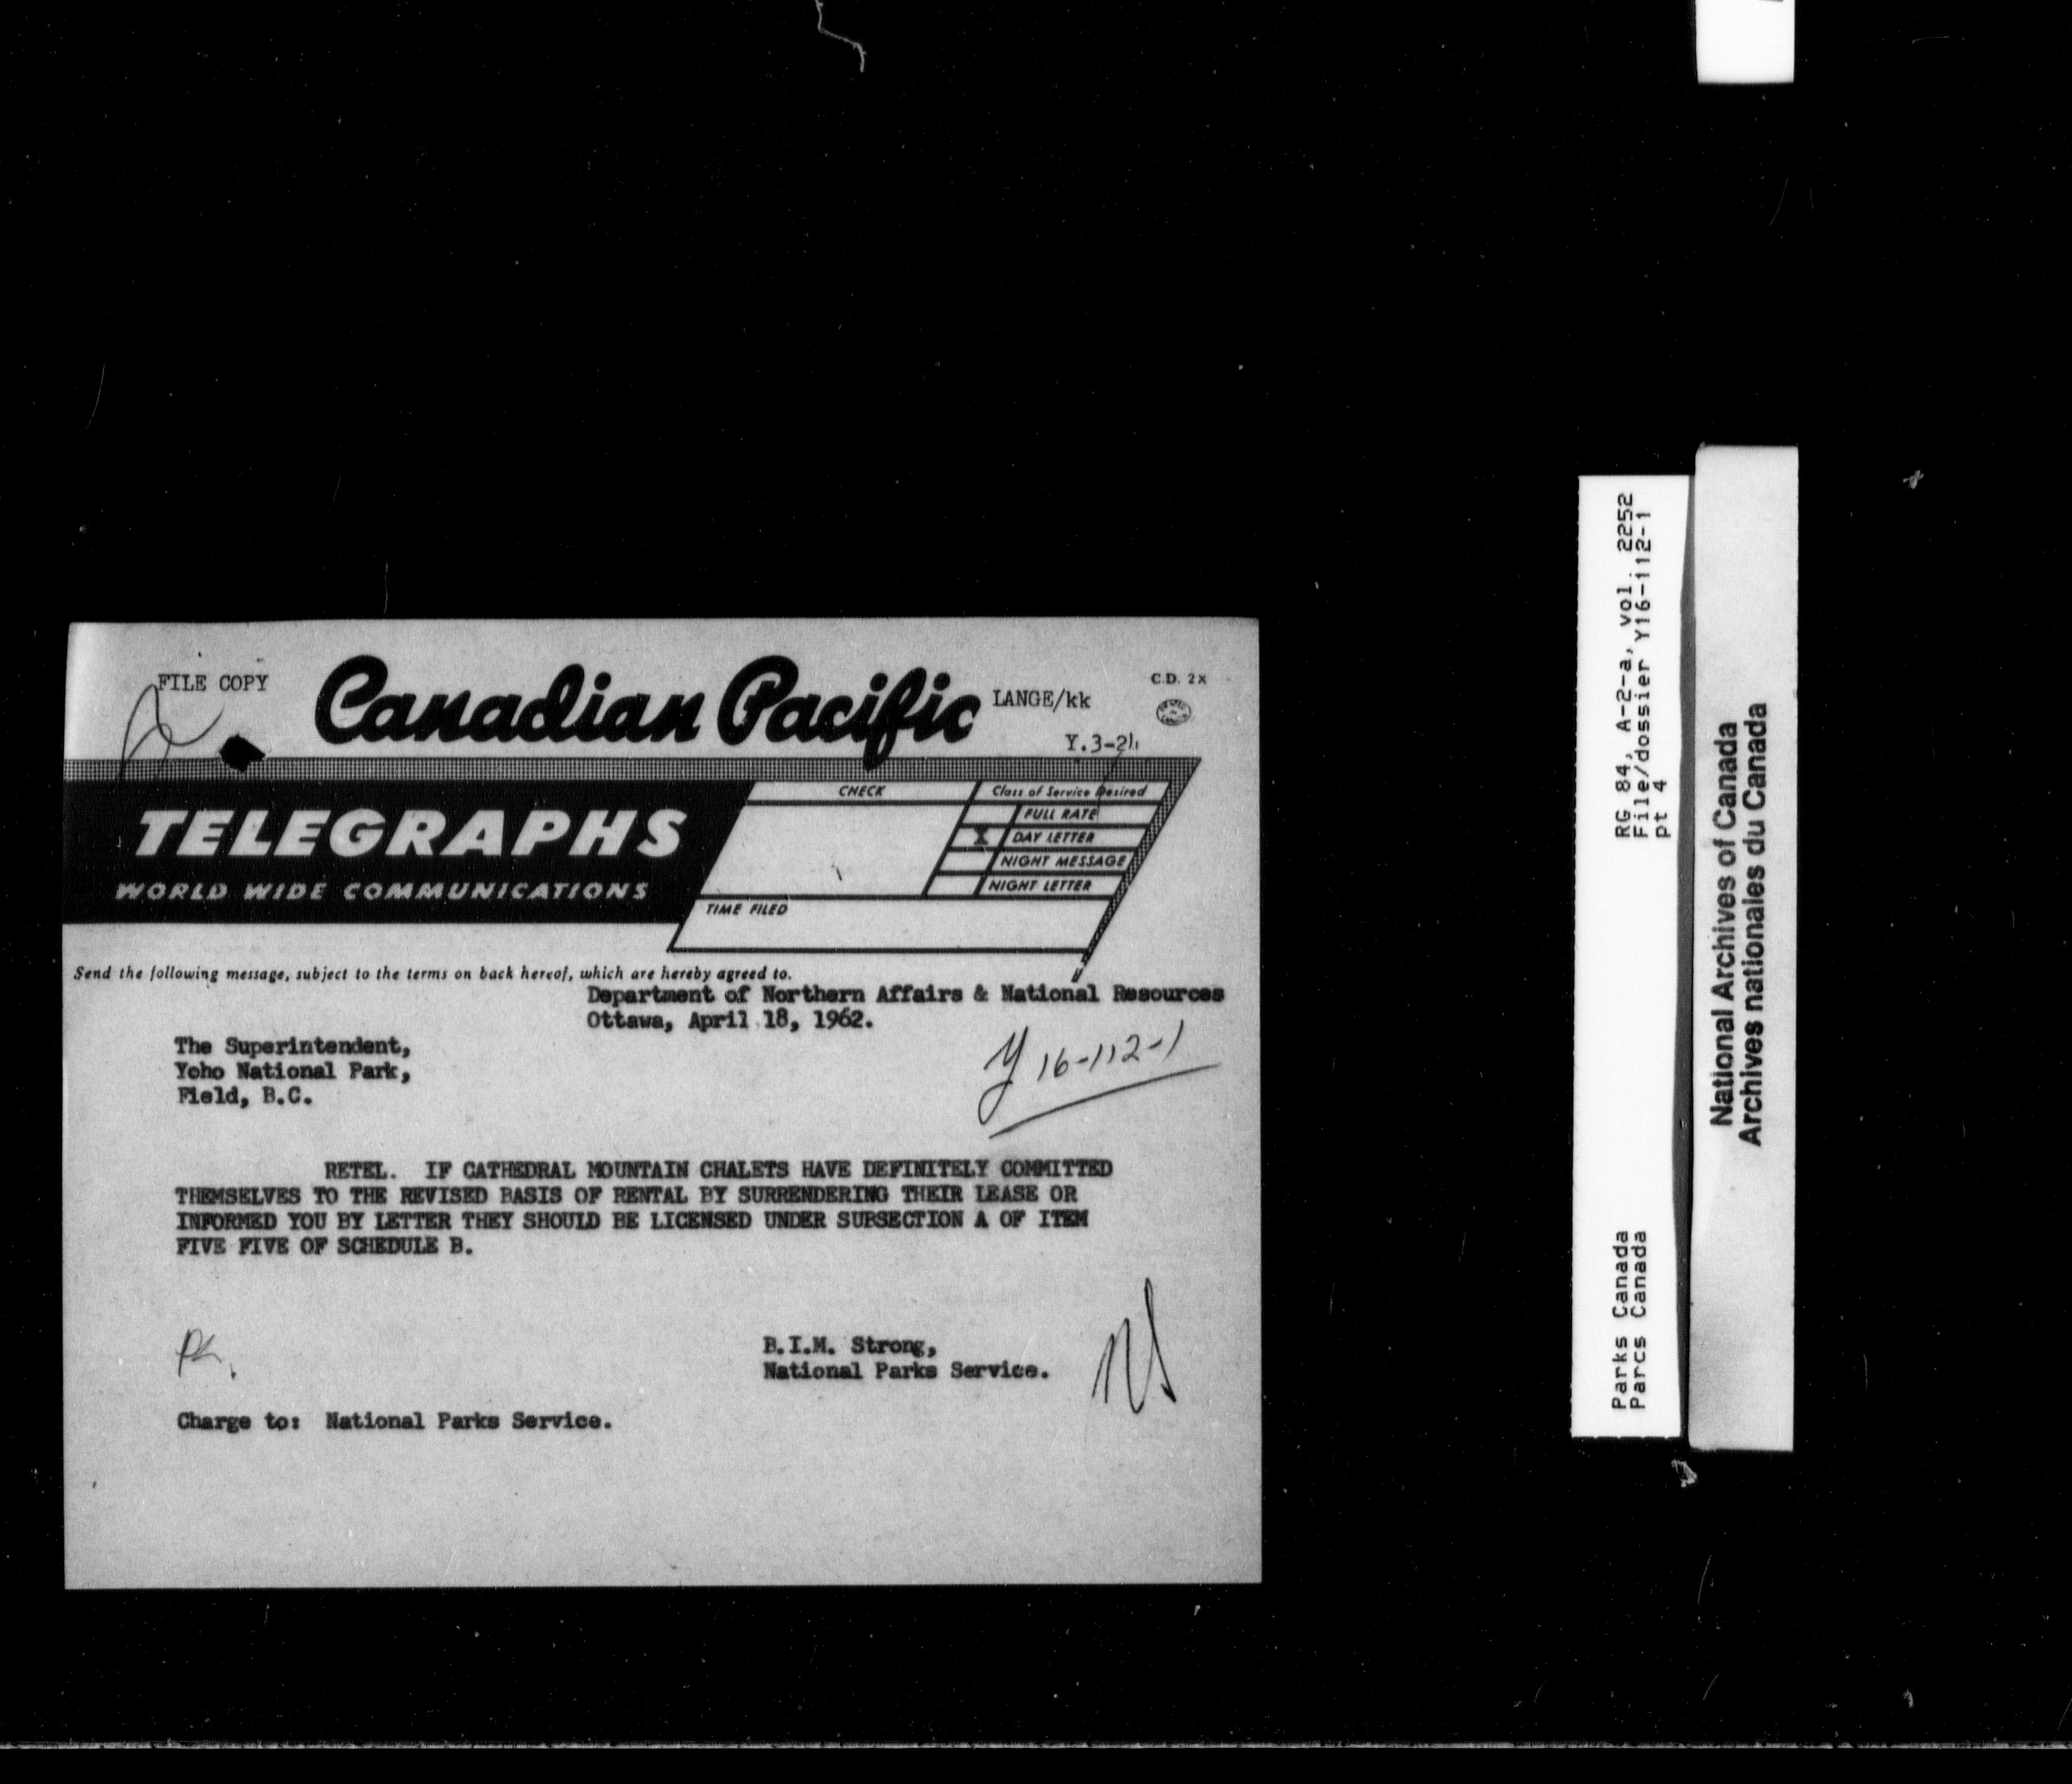 FILE COPY
Canadian Pacific
LANGE/kk
C.D. 2X
Y.3-24
TELEGRAPHS
WORLD WIDE COMMUNICATIONS
CHECK
Class of Service Desired
FULL RATE
X DAY LETTER
NIGHT MESSAGE
NIGHT LETTER
TIME FILED
Send the following message, subject to the terms on back hereof, which are hereby agreed to.
Department of Northern Affairs & National Resources
Ottawa, April 18, 1962.
Y 16-112-1
The Superintendent,
Yoho National Park,
Field, B.C.
RETEL. IF CATHEDRAL MOUNTAIN CHALETS HAVE DEFINITELY COMMITTED
THEMSELVES TO THE REVISED BASIS OF RENTAL BY SURRENDERING THEIR LEASE OR
INFORMED YOU BY LETTER THEY SHOULD BE LICENSED UNDER SUBSECTION A OF ITEM
FIVE FIVE OF SCHEDULE B.
B.I.M. Strong,
National Parks Service.
Charge to: National Parks Service.
RG 84, A-2-a, vol. 2252
File/dossier Y16-112-1
pt 4
Parks Canada
Parcs Canada
National Archives of Canada
Archives nationales du Canada